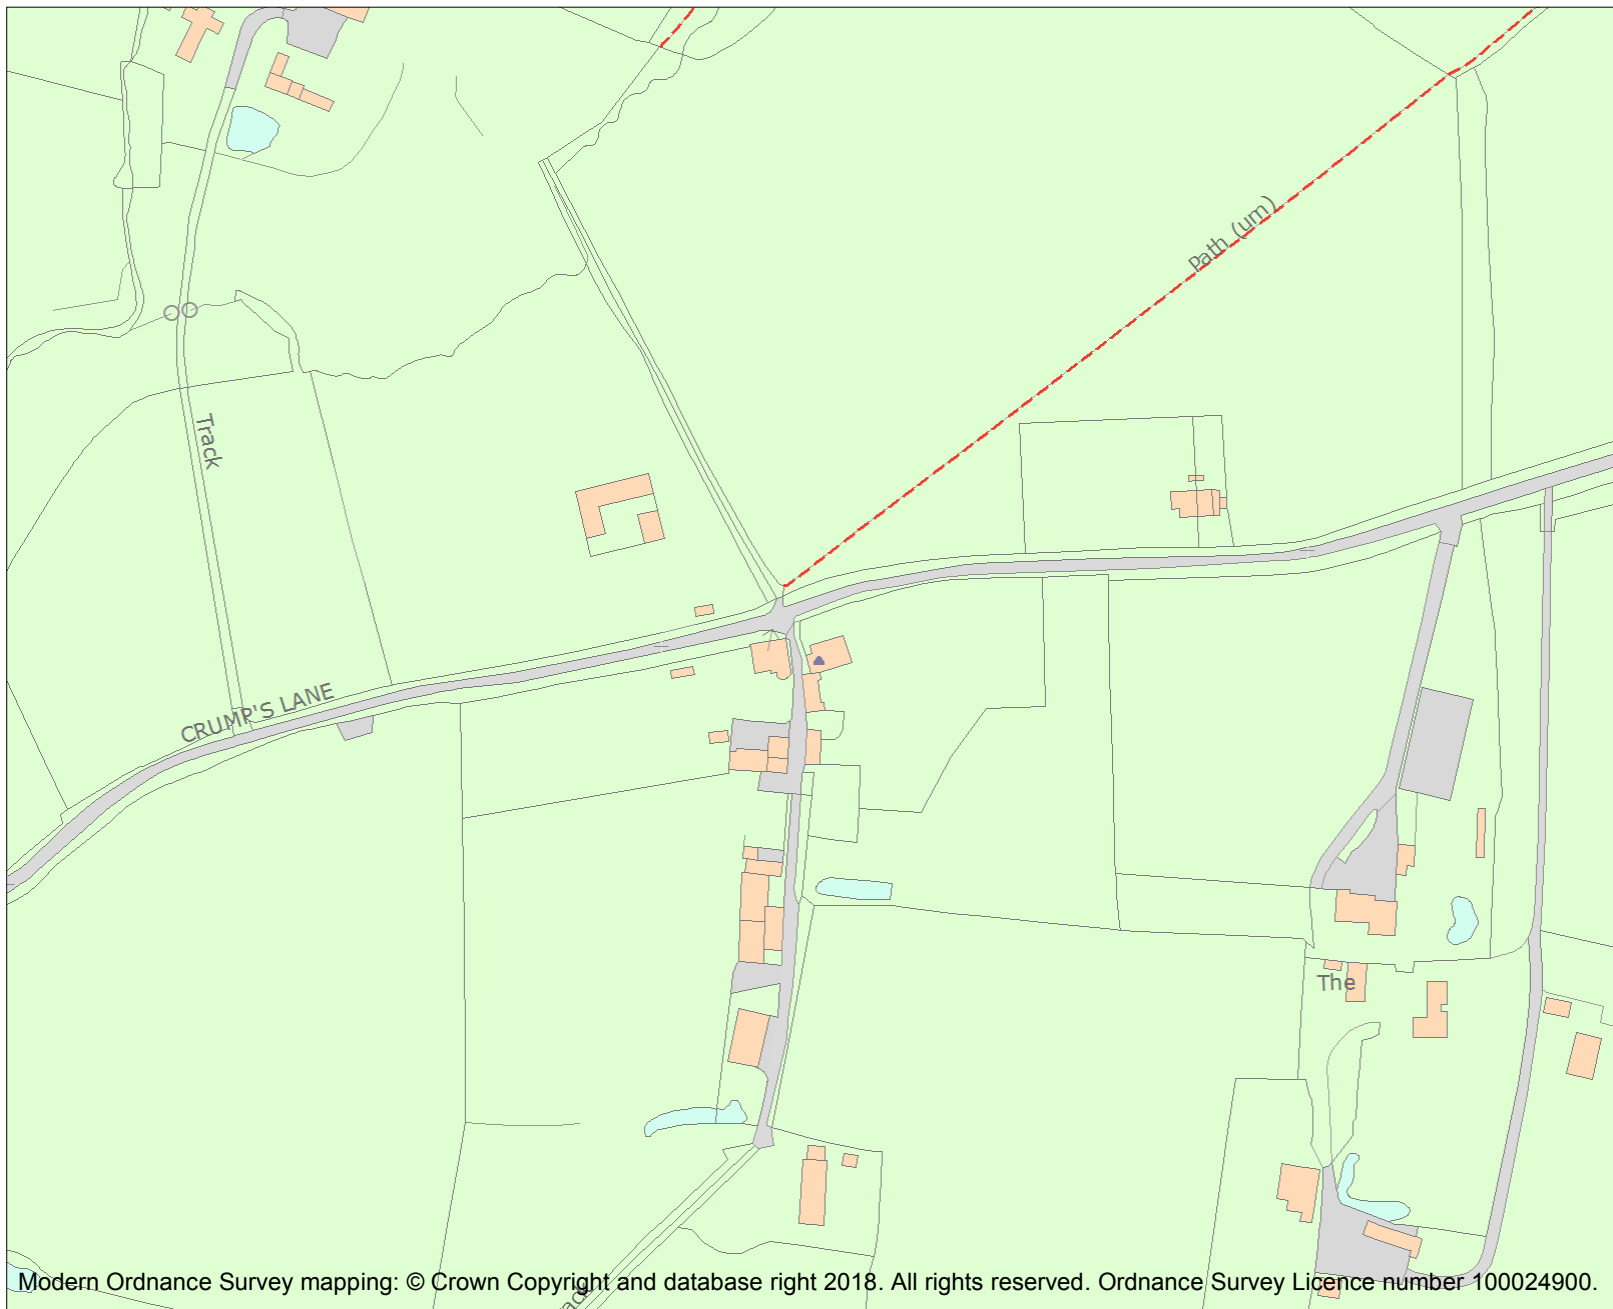 Path (um)
Track
CRUMP'S LANE
The
Modern Ordnance Survey mapping: © Crown Copyright and database right 2018. All rights reserved. Ordnance Survey Licence number 100024900.